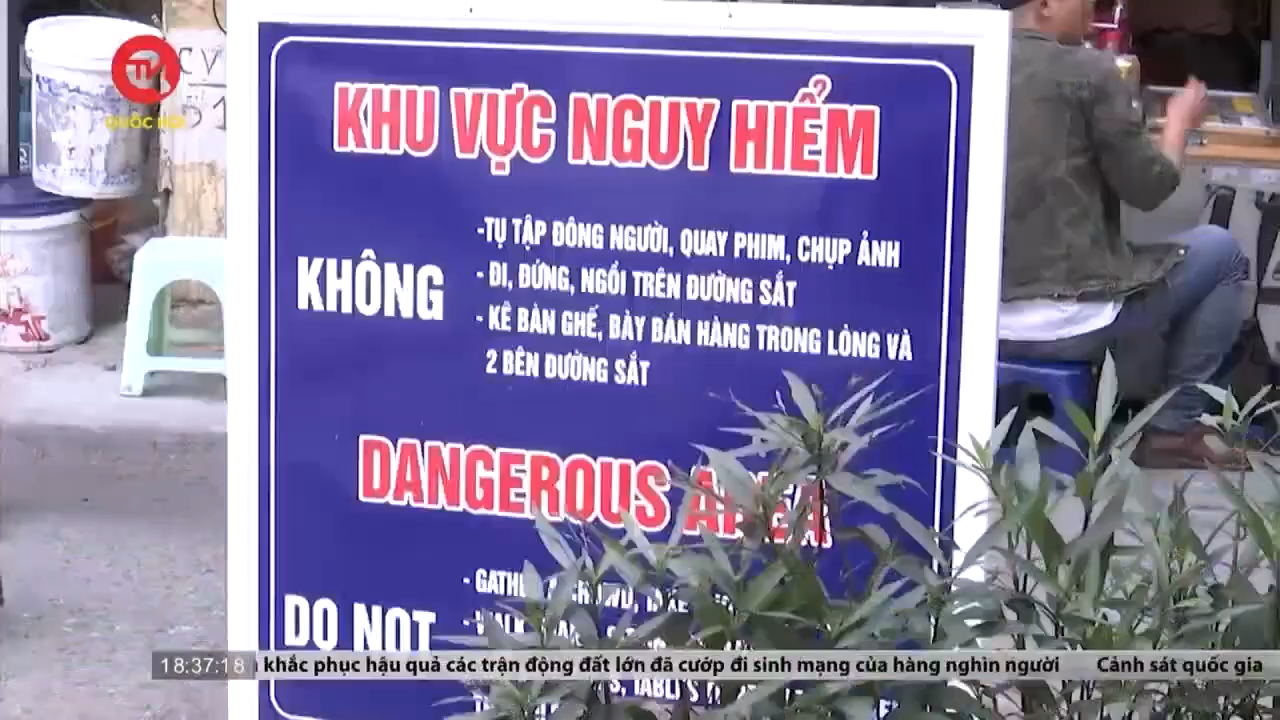 QUỐC HỘI
KHU VỰC NGUY HIỂM
KHÔNG
-TỤ TẬP ĐÔNG NGƯỜI, QUAY PHIM, CHỤP ẢNH
- ĐI, ĐỨNG, NGỒI TRÊN ĐƯỜNG SẮT
- KÊ BÀN GHẾ, BÀY BÁN HÀNG TRONG LÒNG VÀ
2 BÊN ĐƯỜNG SẮT
DANGEROUS AREA
DO NOT
18:37:18 khắc phục hậu quả các trận động đất lớn đã cướp đi sinh mạng của hàng nghìn người Cảnh sát quốc gia